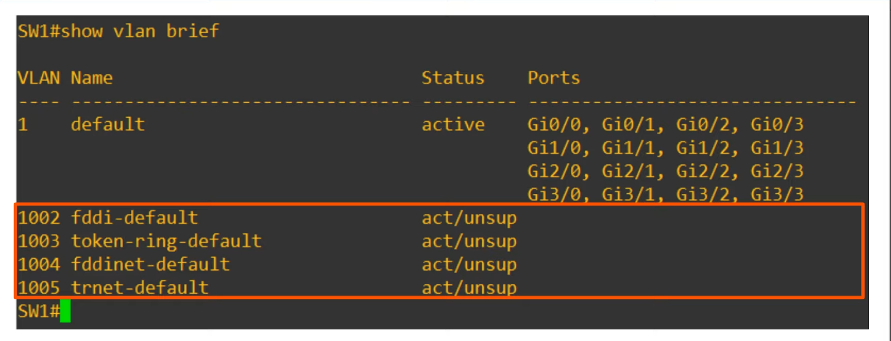 SW1#show vlan brief
VLAN Name Status Ports
---- -------------------------------- --------- -------------------------------
1 default active Gi0/0, Gi0/1, Gi0/2, Gi0/3
Gi1/0, Gi1/1, Gi1/2, Gi1/3
Gi2/0, Gi2/1, Gi2/2, Gi2/3
Gi3/0, Gi3/1, Gi3/2, Gi3/3
1002 fddi-default act/unsup
1003 token-ring-default act/unsup
1004 fddinet-default act/unsup
1005 trnet-default act/unsup
SW1#